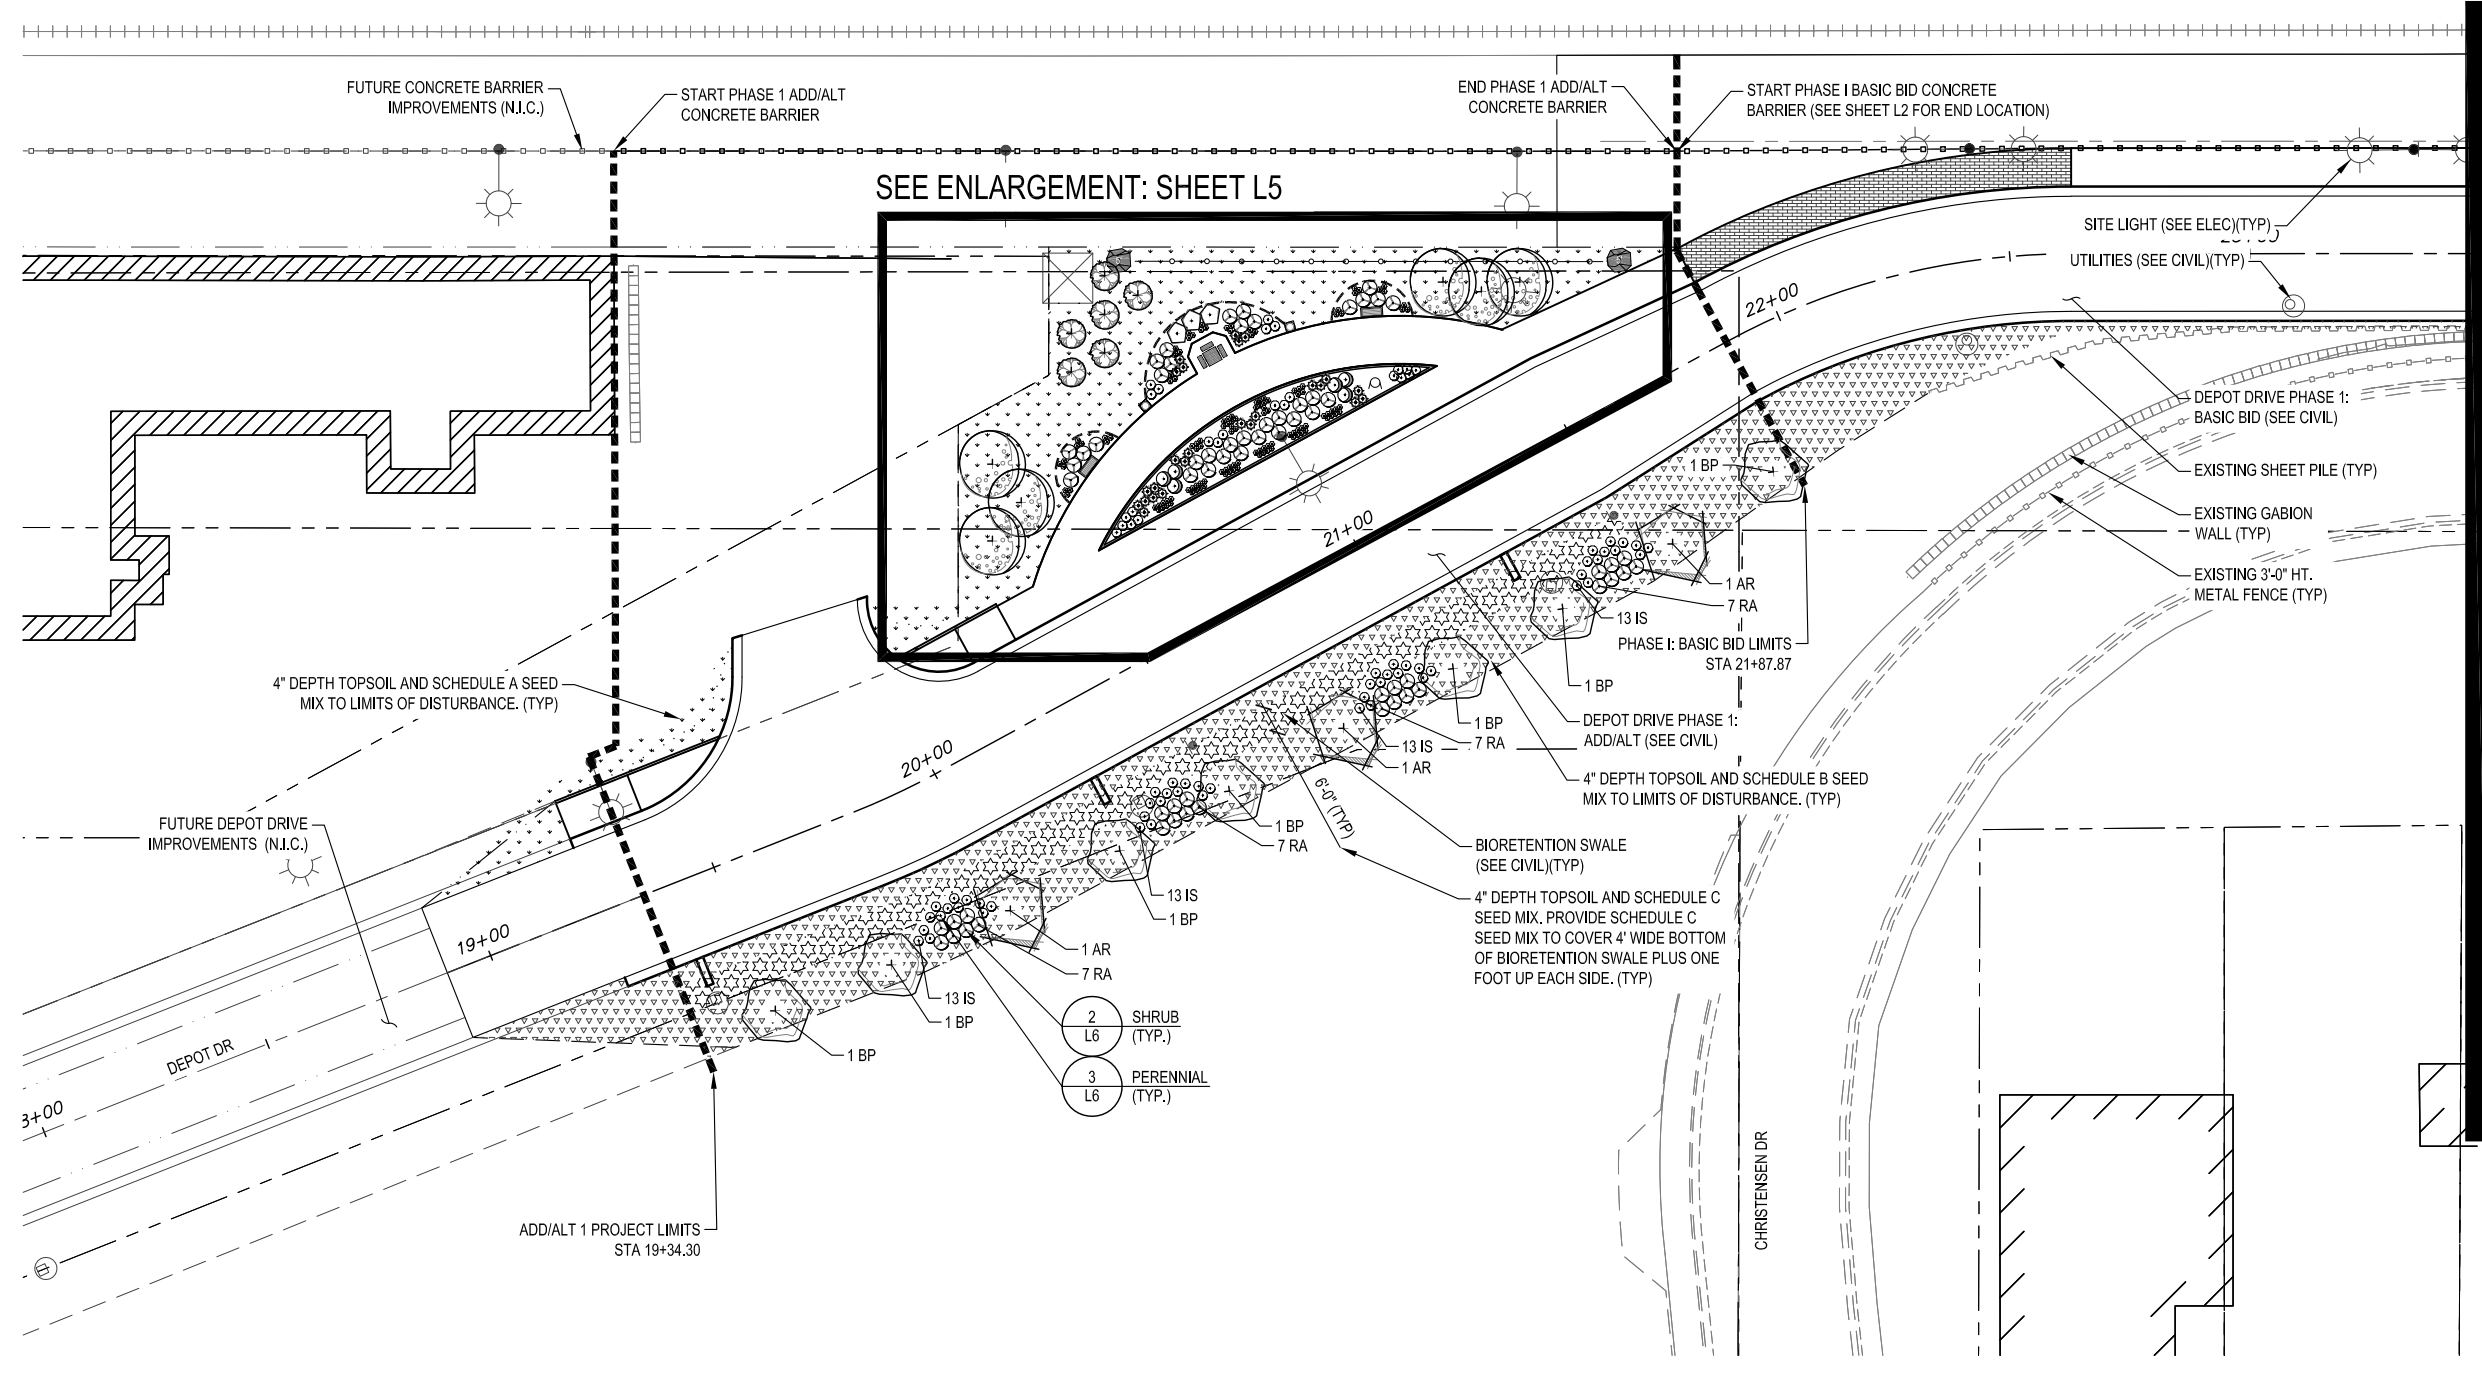 FUTURE CONCRETE BARRIER
IMPROVEMENTS (N.I.C.)
START PHASE 1 ADD/ALT
CONCRETE BARRIER
END PHASE 1 ADD/ALT
CONCRETE BARRIER
START PHASE I BASIC BID CONCRETE
BARRIER (SEE SHEET L2 FOR END LOCATION)
SEE ENLARGEMENT: SHEET L5
SITE LIGHT (SEE ELEC)(TYP)
UTILITIES (SEE CIVIL)(TYP)
22+00
DEPOT DRIVE PHASE 1:
BASIC BID (SEE CIVIL)
EXISTING SHEET PILE (TYP)
EXISTING GABION
WALL (TYP)
EXISTING 3'-0" HT.
METAL FENCE (TYP)
1 BP
21+00
1 AR
7 RA
13 IS
PHASE I: BASIC BID LIMITS
STA 21+87.87
1 BP
4" DEPTH TOPSOIL AND SCHEDULE A SEED
MIX TO LIMITS OF DISTURBANCE. (TYP)
1 BP
7 RA
13 IS
1 AR
DEPOT DRIVE PHASE 1:
ADD/ALT (SEE CIVIL)
20+00
4" DEPTH TOPSOIL AND SCHEDULE B SEED
MIX TO LIMITS OF DISTURBANCE. (TYP)
6'-0" (TYP)
FUTURE DEPOT DRIVE
IMPROVEMENTS (N.I.C.)
1 BP
7 RA
BIORETENTION SWALE
(SEE CIVIL)(TYP)
13 IS
1 BP
4" DEPTH TOPSOIL AND SCHEDULE C
SEED MIX. PROVIDE SCHEDULE C
SEED MIX TO COVER 4' WIDE BOTTOM
OF BIORETENTION SWALE PLUS ONE
FOOT UP EACH SIDE. (TYP)
19+00
1 AR
7 RA
13 IS
1 BP
1 BP
2
L6
SHRUB
(TYP.)
3
L6
PERENNIAL
(TYP.)
DEPOT DR
8+00
CHRISTENSEN DR
ADD/ALT 1 PROJECT LIMITS
STA 19+34.30